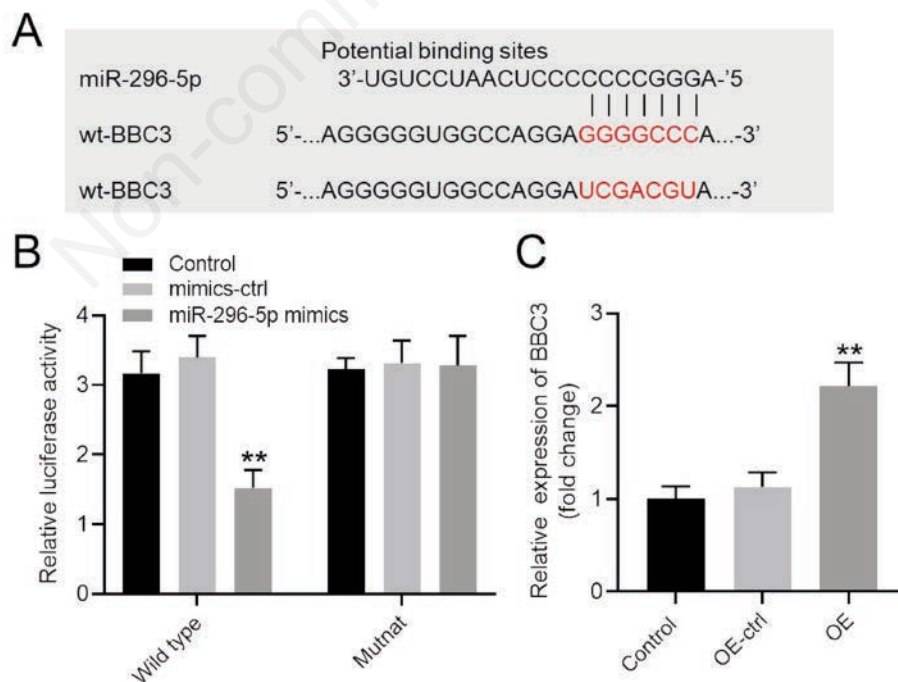 A
Potential binding sites
miR-296-5p 3'-UGUCCUAACUCCCCCCCGGGA-'5
wt-BBC3 5'-...AGGGGGUGGCCAGGAGGGGCCCA...-3'
wt-BBC3 5'-...AGGGGGUGGCCAGGAUCGACGUA...-3'
Non-comm
B
Control
mimics-ctrl
miR-296-5p mimics
Relative luciferase activity
4
3
2
1
0
**
Wild type
Mutnat
C
Relative expression of BBC3
(fold change)
3
2
1
0
**
Control
OE-ctrl
OE